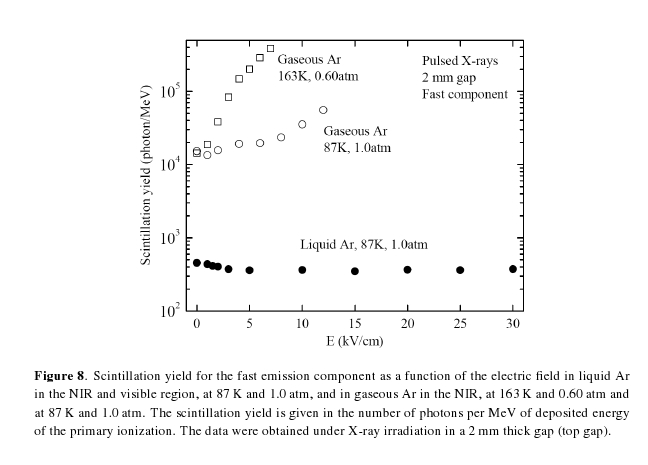 Gaseous Ar
163K, 0.60atm
Pulsed X-rays
2 mm gap
Fast component
Gaseous Ar
87K, 1.0atm
Liquid Ar, 87K, 1.0atm
Scintillation yield (photon/MeV)
10^5
10^4
10^3
10^2
0 5 10 15 20 25 30
E (kV/cm)
Figure 8. Scintillation yield for the fast emission component as a function of the electric field in liquid Ar
in the NIR and visible region, at 87 K and 1.0 atm, and in gaseous Ar in the NIR, at 163 K and 0.60 atm and
at 87 K and 1.0 atm. The scintillation yield is given in the number of photons per MeV of deposited energy
of the primary ionization. The data were obtained under X-ray irradiation in a 2 mm thick gap (top gap).